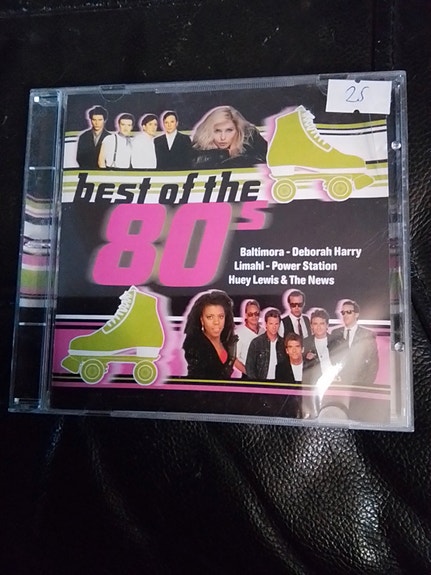 25
best of the
80s
Baltimora - Deborah Harry
Limahl - Power Station
Huey Lewis & The News